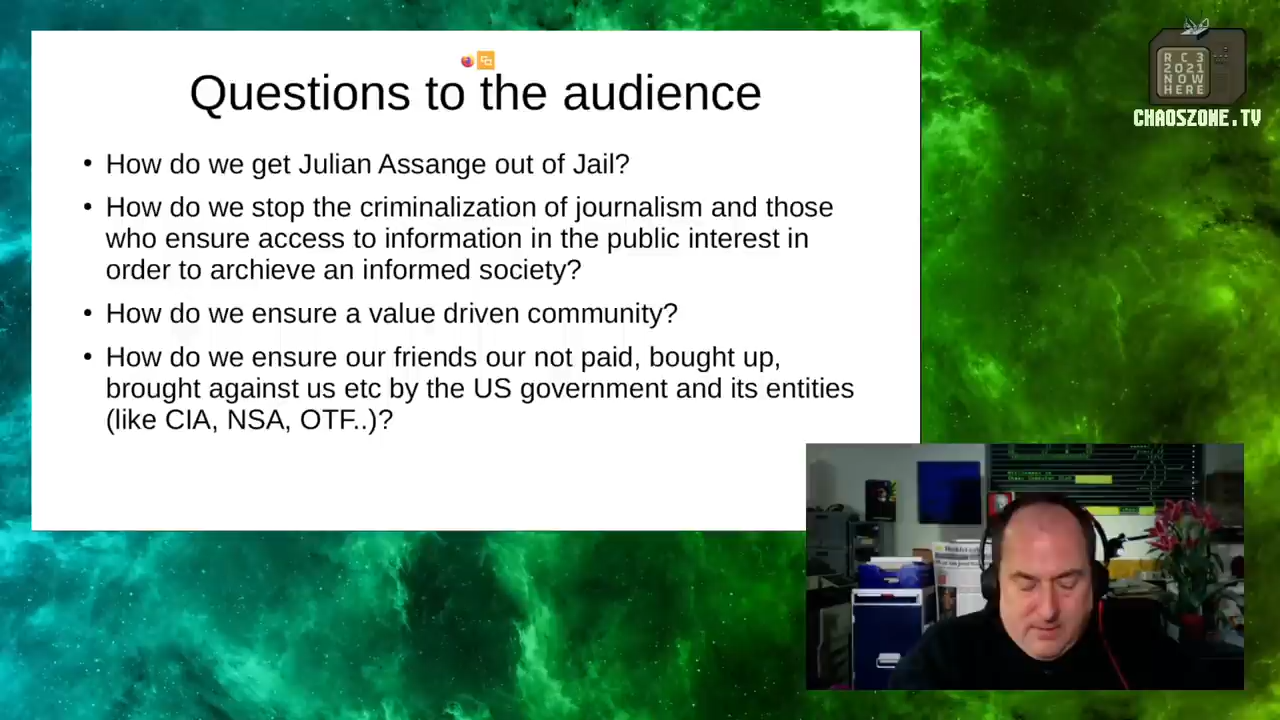 Questions to the audience
• How do we get Julian Assange out of Jail?
• How do we stop the criminalization of journalism and those
who ensure access to information in the public interest in
order to archieve an informed society?
• How do we ensure a value driven community?
• How do we ensure our friends our not paid, bought up,
brought against us etc by the US government and its entities
(like CIA, NSA, OTF..)?
RC3
2021
NOW
HERE
CHAOSZONE.TV